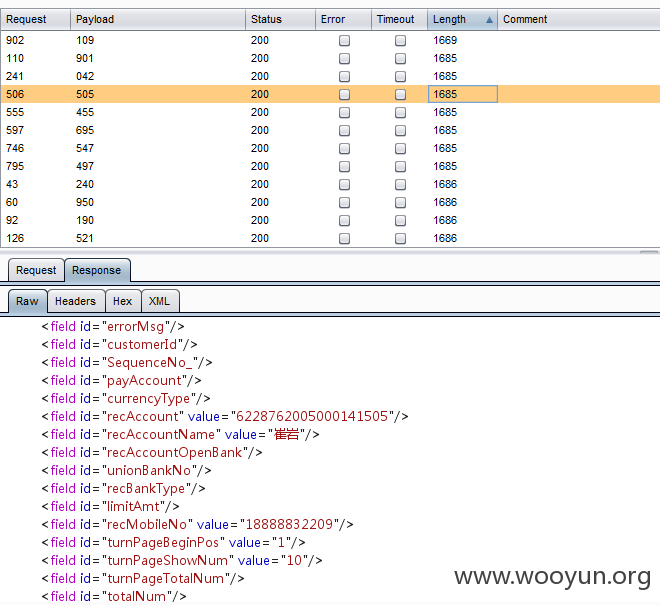 Request Payload Status Error Timeout Length Comment
902 109 200 1669
110 901 200 1685
241 042 200 1685
506 505 200 1685
555 455 200 1685
597 695 200 1685
746 547 200 1685
795 497 200 1685
43 240 200 1686
60 950 200 1686
92 190 200 1686
126 521 200 1686
Request Response
Raw Headers Hex XML
<field id="errorMsg"/>
<field id="customerId"/>
<field id="SequenceNo_"/>
<field id="payAccount"/>
<field id="currencyType"/>
<field id="recAccount" value="6228762005000141505"/>
<field id="recAccountName" value="崔岩"/>
<field id="recAccountOpenBank"/>
<field id="unionBankNo"/>
<field id="recBankType"/>
<field id="limitAmt"/>
<field id="recMobileNo" value="18888832209"/>
<field id="turnPageBeginPos" value="1"/>
<field id="turnPageShowNum" value="10"/>
<field id="turnPageTotalNum"/>
<field id="totalNum"/>
www.wooyun.org